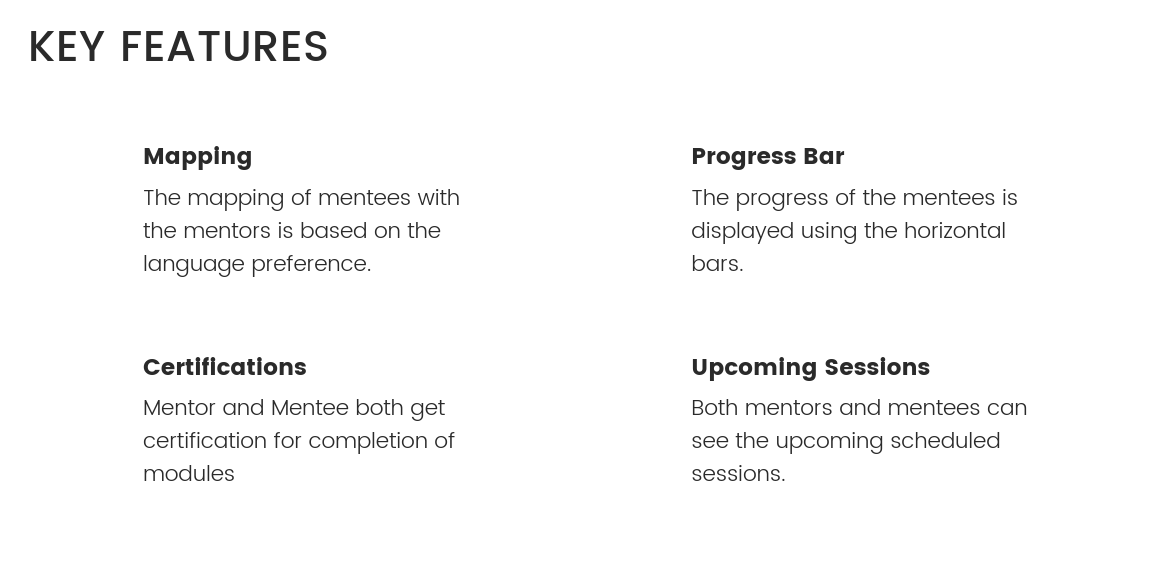 KEY FEATURES
Mapping
The mapping of mentees with
the mentors is based on the
language preference.
Progress Bar
The progress of the mentees is
displayed using the horizontal
bars.
Certifications
Mentor and Mentee both get
certification for completion of
modules
Upcoming Sessions
Both mentors and mentees can
see the upcoming scheduled
sessions.